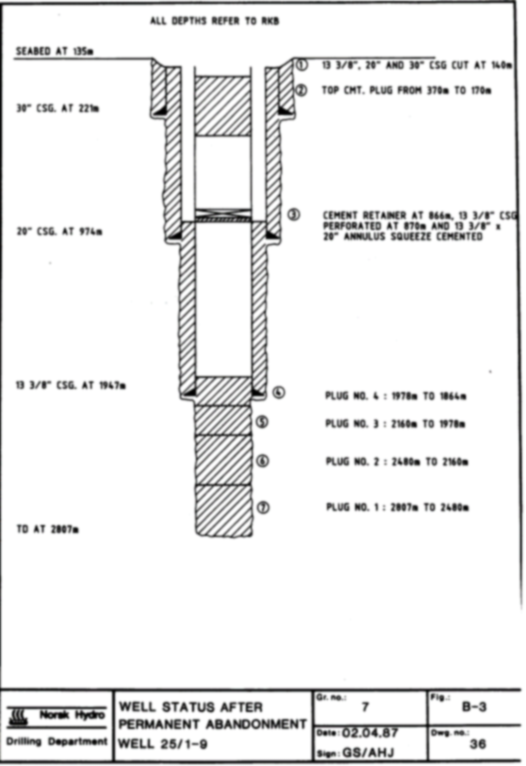 ALL DEPTHS REFER TO RKB
SEABED AT 135m
① 13 3/8", 20" AND 30" CSG CUT AT 140m
② TOP CMT. PLUG FROM 370m TO 170m
30" CSG. AT 221m
③ CEMENT RETAINER AT 866m, 13 3/8" CSG
PERFORATED AT 870m AND 13 3/8" x
20" ANNULUS SQUEEZE CEMENTED
20" CSG. AT 974m
13 3/8" CSG. AT 1947m
④ PLUG NO. 4 : 1978m TO 1864m
⑤ PLUG NO. 3 : 2160m TO 1978m
⑥ PLUG NO. 2 : 2480m TO 2160m
⑦ PLUG NO. 1 : 2807m TO 2480m
TD AT 2807m
Norsk Hydro
Drilling Department
WELL STATUS AFTER
PERMANENT ABANDONMENT
WELL 25/1-9
Gr. no.: 7
Fig.: B-3
Date: 02.04.87
Sign: GS/AHJ
Dwg. no.: 36